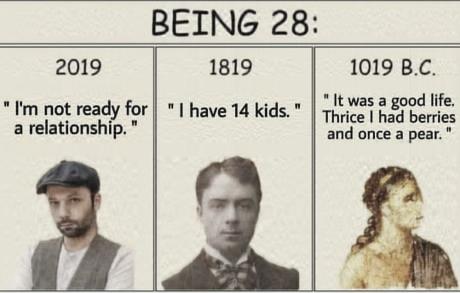 BEING 28:
2019
" I'm not ready for
a relationship. "
1819
" I have 14 kids. "
1019 B.C.
" It was a good life.
Thrice I had berries
and once a pear. "